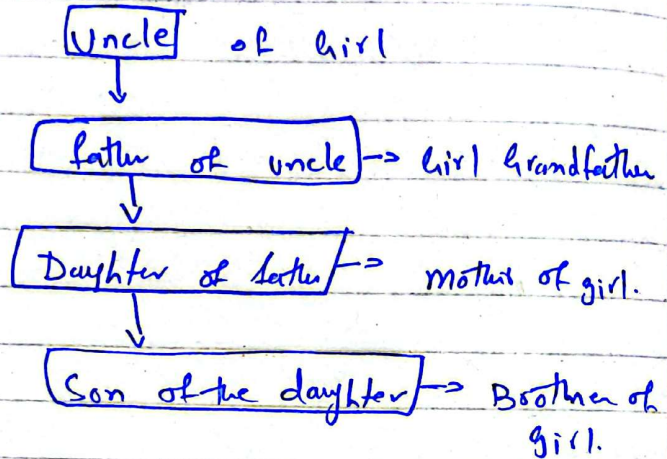 Uncle of Girl
father of uncle -> Girl Grandfather
Daughter of father -> Mother of girl.
Son of the daughter -> Brother of
girl.